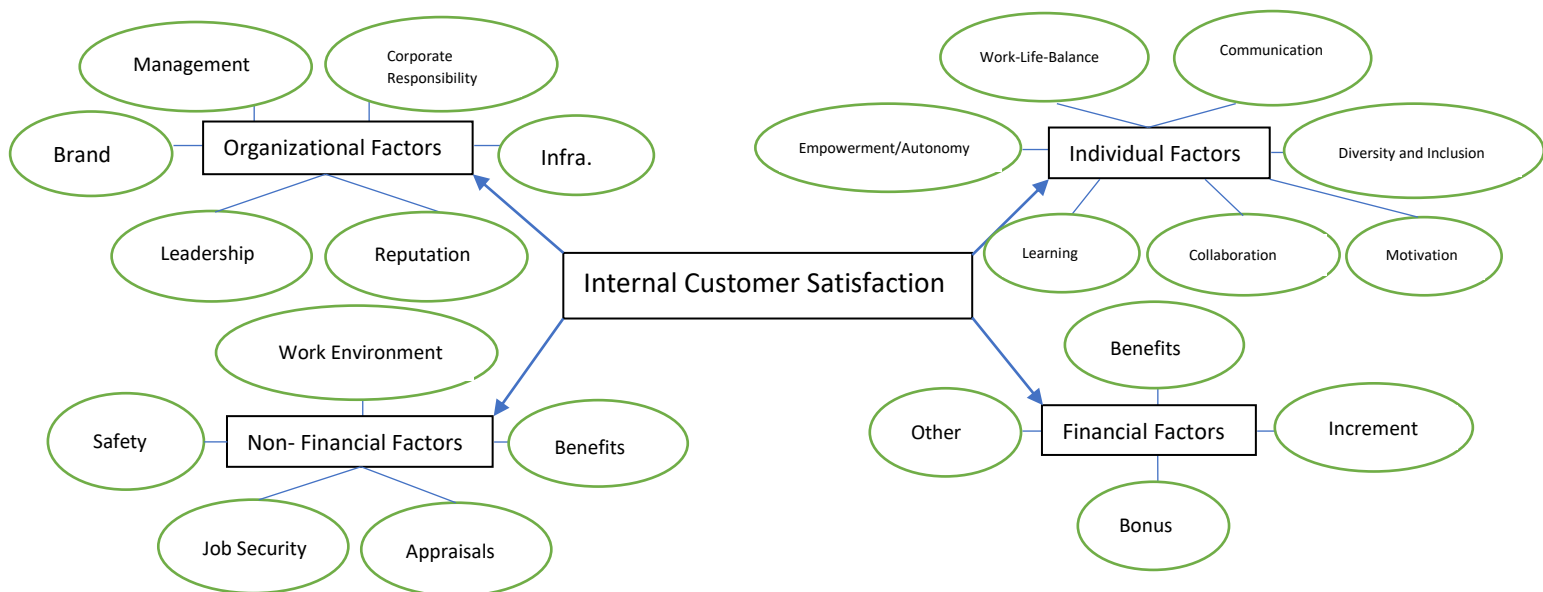 Management
Corporate
Responsibility
Brand
Organizational Factors
Infra.
Leadership
Reputation
Work-Life-Balance
Communication
Empowerment/Autonomy
Individual Factors
Diversity and Inclusion
Learning
Collaboration
Motivation
Internal Customer Satisfaction
Work Environment
Safety
Non- Financial Factors
Benefits
Job Security
Appraisals
Benefits
Other
Financial Factors
Increment
Bonus